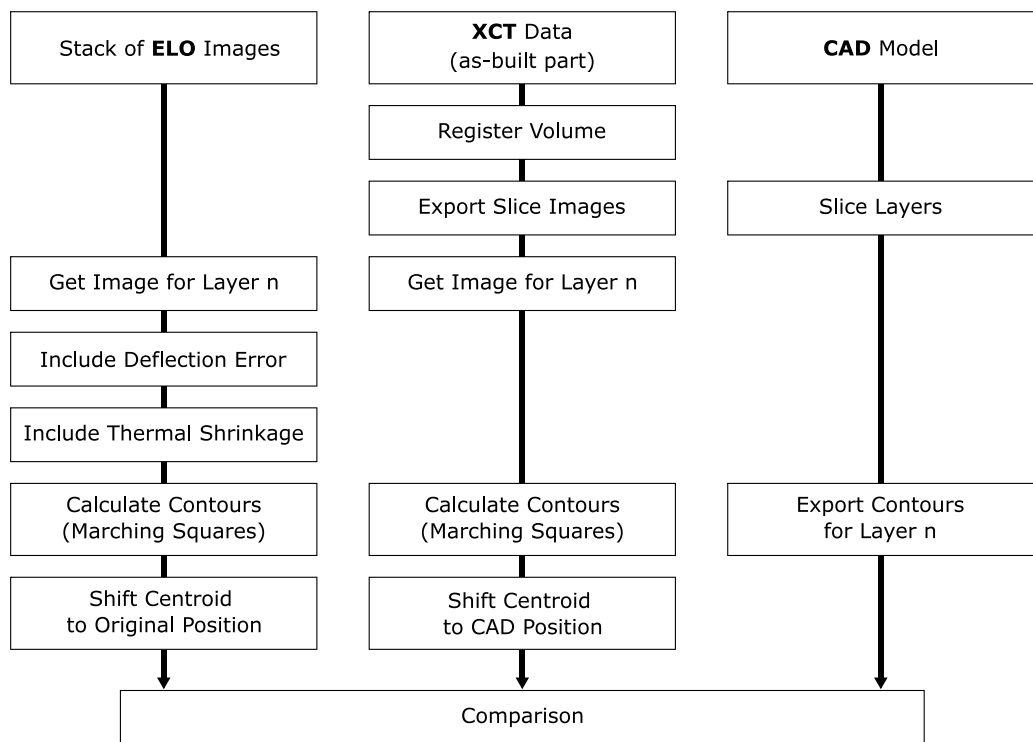 Stack of ELO Images
Get Image for Layer n
Include Deflection Error
Include Thermal Shrinkage
Calculate Contours
(Marching Squares)
Shift Centroid
to Original Position
XCT Data
(as-built part)
Register Volume
Export Slice Images
Get Image for Layer n
Calculate Contours
(Marching Squares)
Shift Centroid
to CAD Position
CAD Model
Slice Layers
Export Contours
for Layer n
Comparison